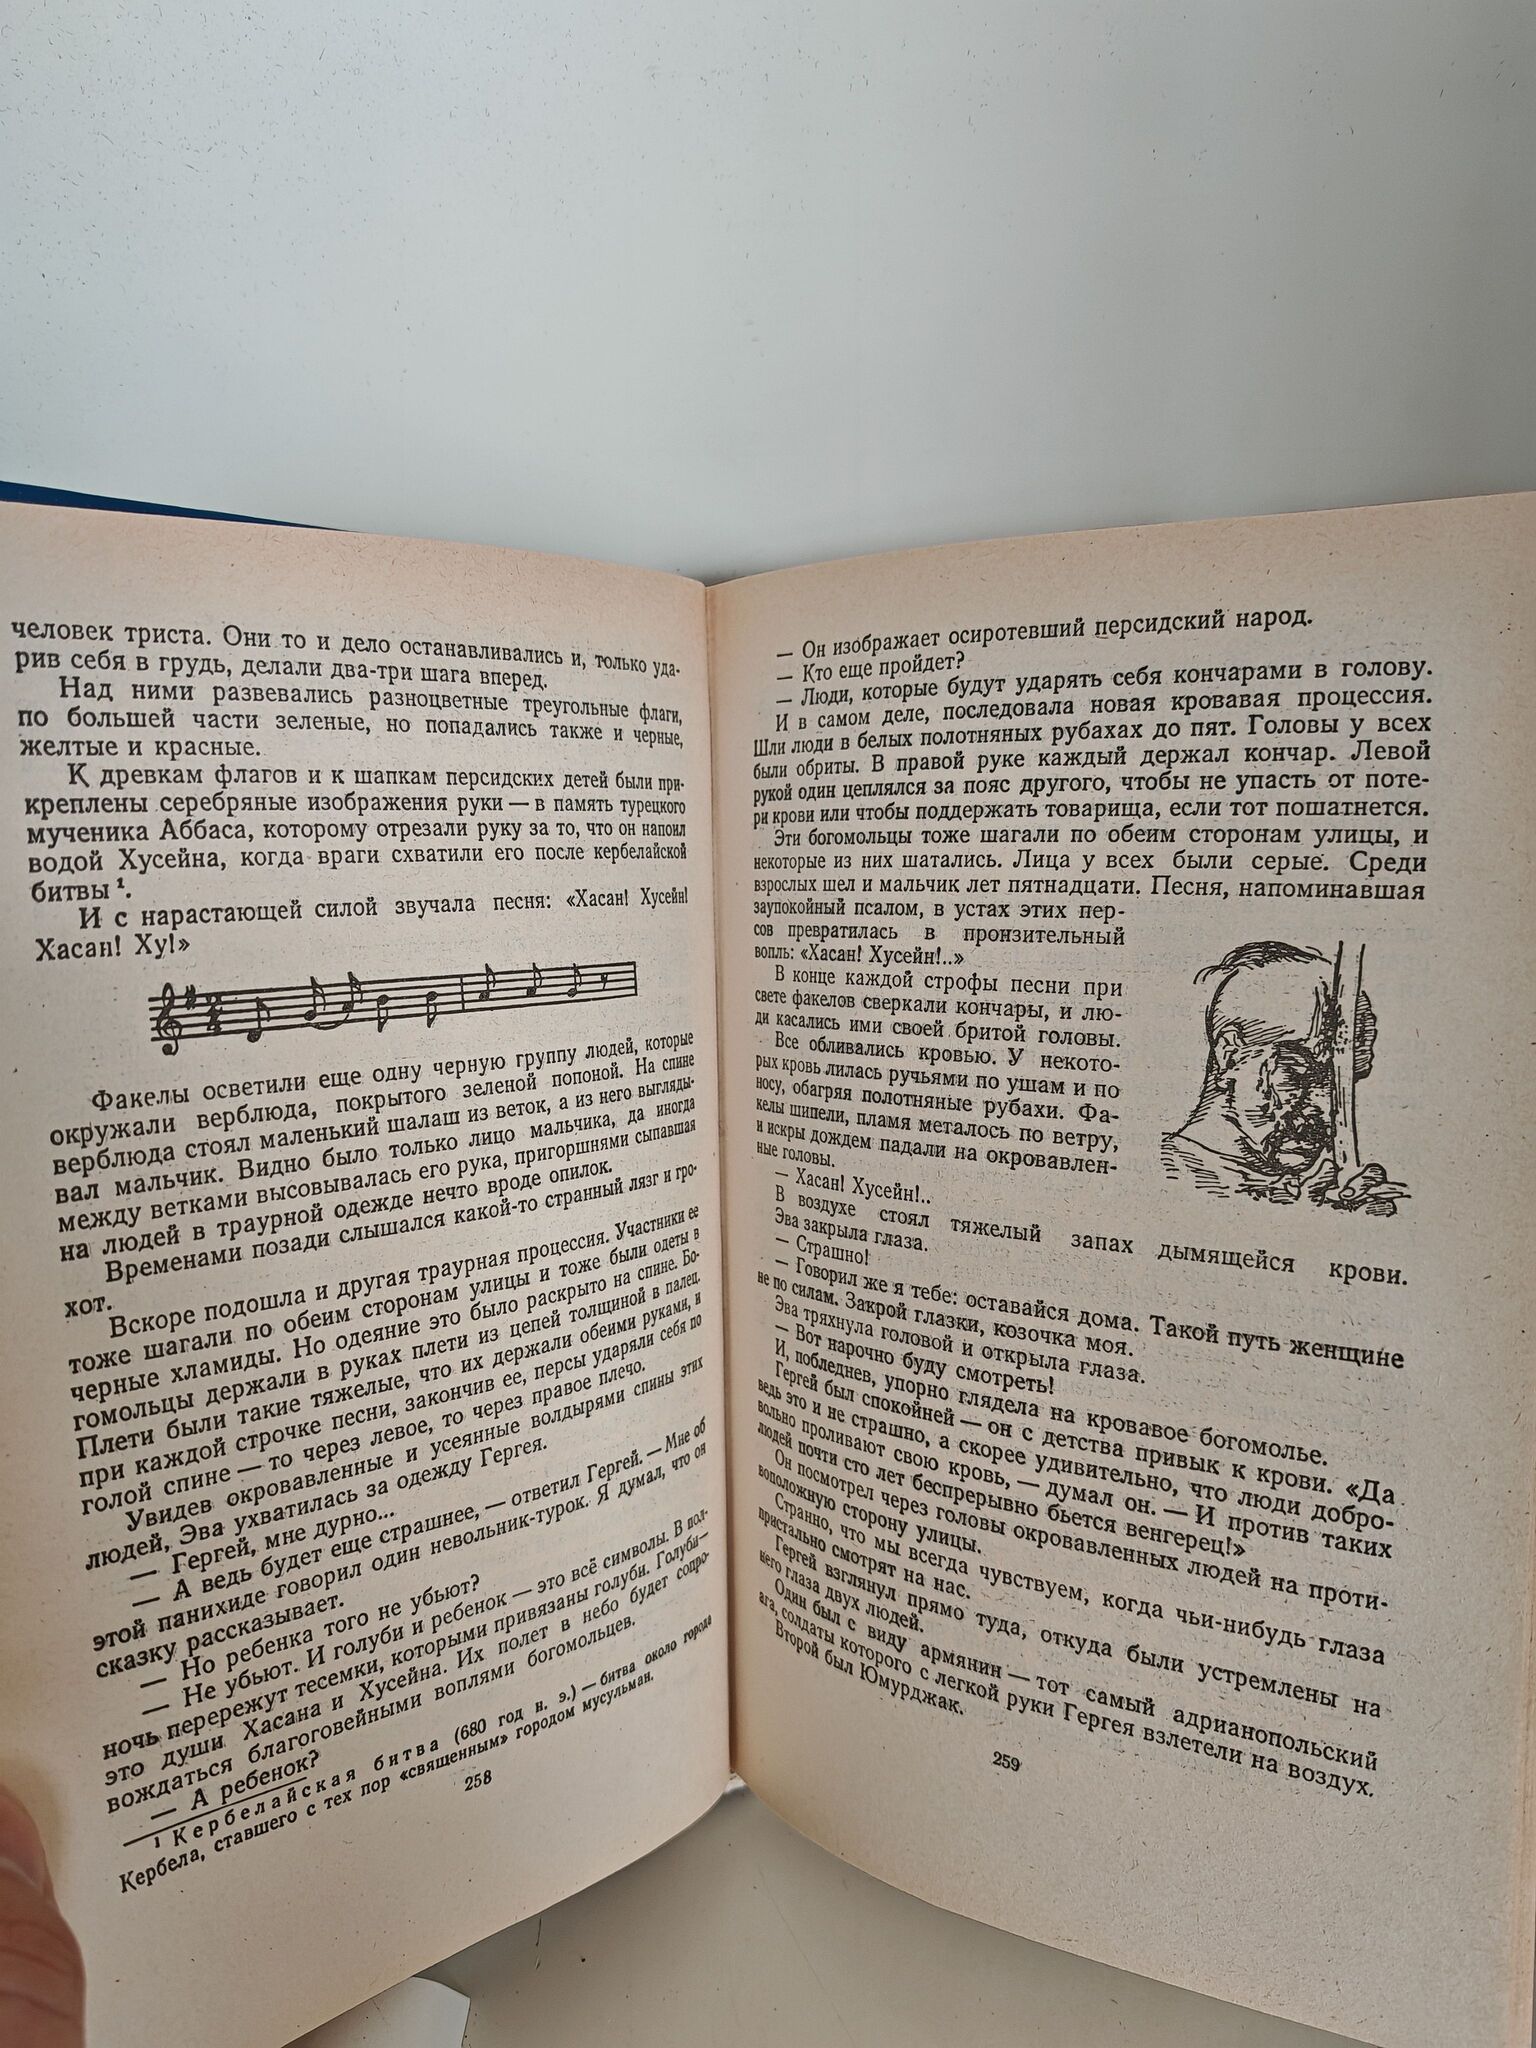 человек триста. Они то и дело останавливались и, только уда-
рив себя в грудь, делали два-три шага вперед.
Над ними развевались разноцветные треугольные флаги,
по большей части зеленые, но попадались также и черные,
желтые и красные.
К древкам флагов и к шапкам персидских детей были при-
креплены серебряные изображения руки — в память турецкого
мученика Аббаса, которому отрезали руку за то, что он напоил
водой Хусейна, когда враги схватили его после кербелайской
битвы ¹.
И с нарастающей силой звучала песня: «Хасан! Хусейн!
Хасан! Ху!»
Факелы осветили еще одну черную группу людей, которые
окружали верблюда, покрытого зеленой попоной. На спине
верблюда стоял маленький шалаш из веток, а из него выгляды-
вал мальчик. Видно было только лицо мальчика, да иногда
между ветками высовывалась его рука, пригоршнями сыпавшая
на людей в траурной одежде нечто вроде опилок.
Временами позади слышался какой-то странный лязг и гро-
хот.
Вскоре подошла и другая траурная процессия. Участники ее
тоже шагали по обеим сторонам улицы и тоже были одеты в
черные хламиды. Но одеяние это было раскрыто на спине. Бо-
гомольцы держали в руках плети из цепей толщиной в палец.
Плети были такие тяжелые, что их держали обеими руками, и
при каждой строчке песни, закончив ее, персы ударяли себя по
голой спине — то через левое, то через правое плечо.
Увидев окровавленные и усеянные волдырями спины этих
людей, Эва ухватилась за одежду Гергея.
— Гергей, мне дурно...
— А ведь будет еще страшнее, — ответил Гергей. — Мне об
этой панихиде говорил один невольник-турок. Я думал, что он
сказку рассказывает.
— Но ребенка того не убьют?
— Не убьют. И голуби и ребенок — это всё символы. В пол-
ночь перережут тесемки, которыми привязаны голуби. Голуби —
это души Хасана и Хусейна. Их полет в небо будет сопро-
вождаться благоговейными воплями богомольцев.
— А ребенок?
¹ Кербелайская битва (680 год н. э.) — битва около города
Кербела, ставшего с тех пор «священным» городом мусульман.
258
— Он изображает осиротевший персидский народ.
— Кто еще пройдет?
— Люди, которые будут ударять себя кончарами в голову.
И в самом деле, последовала новая кровавая процессия.
Шли люди в белых полотняных рубахах до пят. Головы у всех
были обриты. В правой руке каждый держал кончар. Левой
рукой один цеплялся за пояс другого, чтобы не упасть от поте-
ри крови или чтобы поддержать товарища, если тот пошатнется.
Эти богомольцы тоже шагали по обеим сторонам улицы, и
некоторые из них шатались. Лица у всех были серые. Среди
взрослых шел и мальчик лет пятнадцати. Песня, напоминавшая
заупокойный псалом, в устах этих пер-
сов превратилась в пронзительный
вопль: «Хасан! Хусейн!..»
В конце каждой строфы песни при
свете факелов сверкали кончары, и лю-
ди касались ими своей бритой головы.
Все обливались кровью. У некото-
рых кровь лилась ручьями по ушам и по
носу, обагряя полотняные рубахи. Фа-
келы шипели, пламя металось по ветру,
и искры дождем падали на окровавлен-
ные головы.
— Хасан! Хусейн!..
В воздухе стоял тяжелый запах дымящейся крови.
Эва закрыла глаза.
— Страшно!
— Говорил же я тебе: оставайся дома. Такой путь женщине
не по силам. Закрой глазки, козочка моя.
Эва тряхнула головой и открыла глаза.
— Вот нарочно буду смотреть!
И, побледнев, упорно глядела на кровавое богомолье.
Гергей был спокойней — он с детства привык к крови. «Да
ведь это и не страшно, а скорее удивительно, что люди добро-
вольно проливают свою кровь, — думал он. — И против таких
людей почти сто лет беспрерывно бьется венгерец!»
Он посмотрел через головы окровавленных людей на проти-
воположную сторону улицы.
Странно, что мы всегда чувствуем, когда чьи-нибудь глаза
пристально смотрят на нас.
Гергей взглянул прямо туда, откуда были устремлены на
него глаза двух людей.
Один был с виду армянин — тот самый адрианопольский
ага, солдаты которого с легкой руки Гергея взлетели на воздух.
Второй был Юмурджак.
259